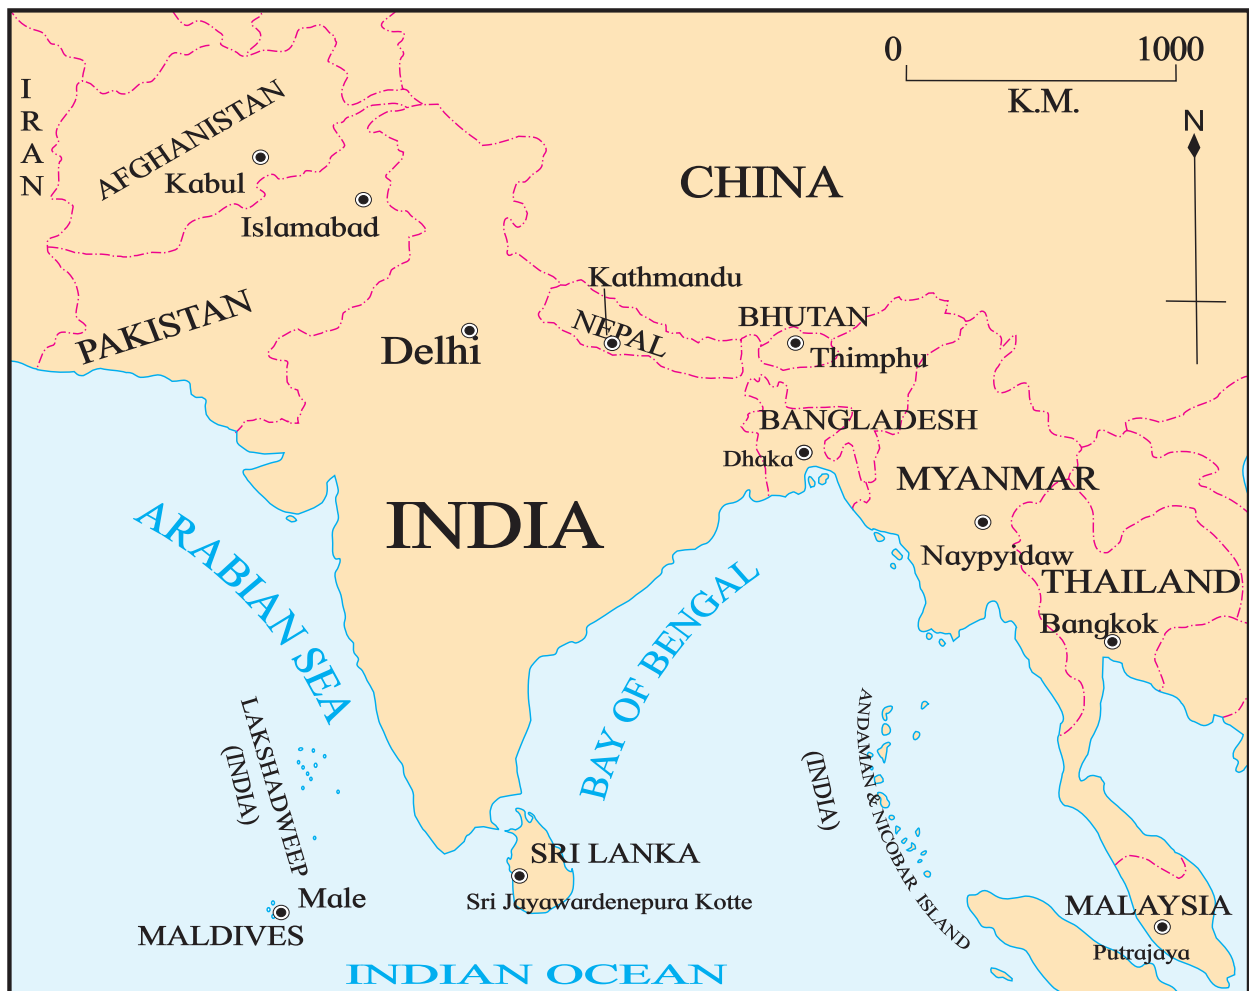 0 1000
K.M.
N
IRAN
AFGHANISTAN
Kabul
Islamabad
CHINA
PAKISTAN
Kathmandu
NEPAL
Delhi
BHUTAN
Thimphu
BANGLADESH
Dhaka
MYANMAR
INDIA
Naypyidaw
THAILAND
Bangkok
ARABIAN SEA
BAY OF BENGAL
LAKSHADWEEP
(INDIA)
ANDAMAN & NICOBAR ISLAND
(INDIA)
SRI LANKA
Sri Jayawardenepura Kotte
Male
MALDIVES
MALAYSIA
Putrajaya
INDIAN OCEAN